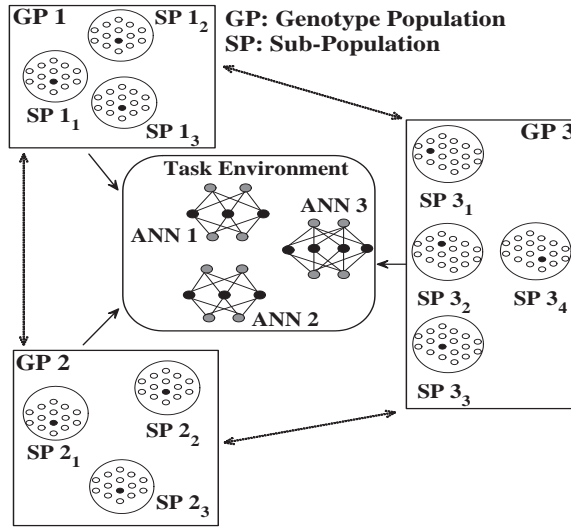 GP: Genotype Population
SP: Sub-Population
GP 1
SP 1₂
SP 1₁
SP 1₃
GP 3
SP 3₁
SP 3₂
SP 3₄
SP 3₃
Task Environment
ANN 1
ANN 3
ANN 2
GP 2
SP 2₁
SP 2₂
SP 2₃